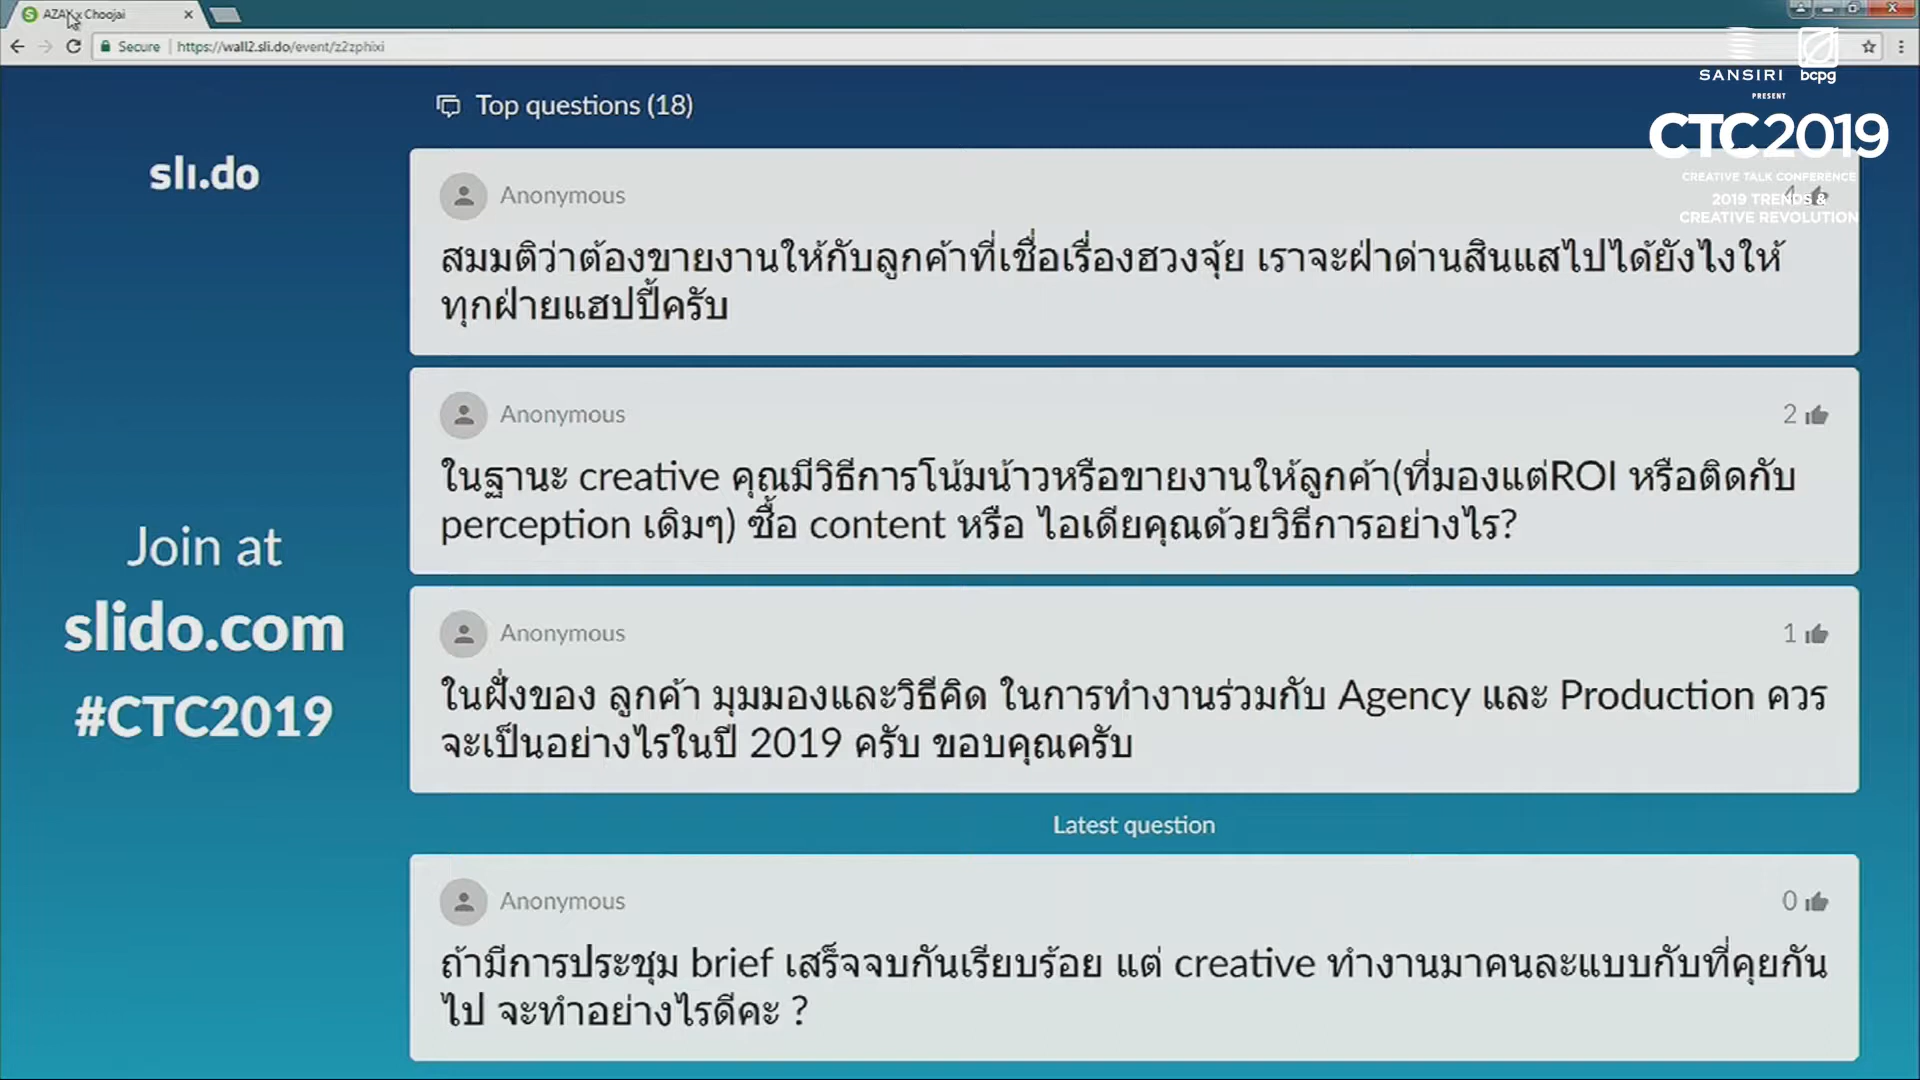 AZAY x Choojai
Secure https://wall2.sli.do/event/z2zphixi
SANSIRI bcpg
PRESENT
CTC2019
CREATIVE TALK CONFERENCE
2019 TRENDS &
CREATIVE REVOLUTION
Top questions (18)
sli.do
Join at
slido.com
#CTC2019
Anonymous 4
สมมติว่าต้องขายงานให้กับลูกค้าที่เชื่อเรื่องฮวงจุ้ย เราจะฝ่าด่านสินแสไปได้ยังไงให้
ทุกฝ่ายแฮปปี้ครับ
Anonymous 2
ในฐานะ creative คุณมีวิธีการโน้มน้าวหรือขายงานให้ลูกค้า(ที่มองแต่ROI หรือติดกับ
perception เดิมๆ) ซื้อ content หรือ ไอเดียคุณด้วยวิธีการอย่างไร?
Anonymous 1
ในฝั่งของ ลูกค้า มุมมองและวิธีคิด ในการทำงานร่วมกับ Agency และ Production ควร
จะเป็นอย่างไรในปี 2019 ครับ ขอบคุณครับ
Latest question
Anonymous 0
ถ้ามีการประชุม brief เสร็จจบกันเรียบร้อย แต่ creative ทำงานมาคนละแบบกับที่คุยกัน
ไป จะทำอย่างไรดีคะ ?